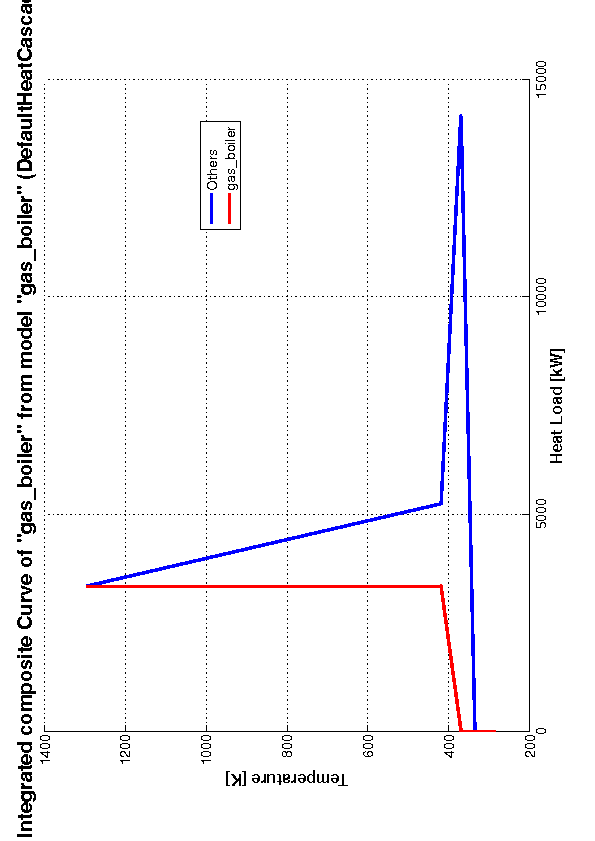 Integrated composite Curve of "gas_boiler" from model "gas_boiler" (DefaultHeatCascad
Others
gas_boiler
1400
1200
1000
800
600
400
200
Temperature [K]
0
5000
10000
15000
Heat Load [kW]